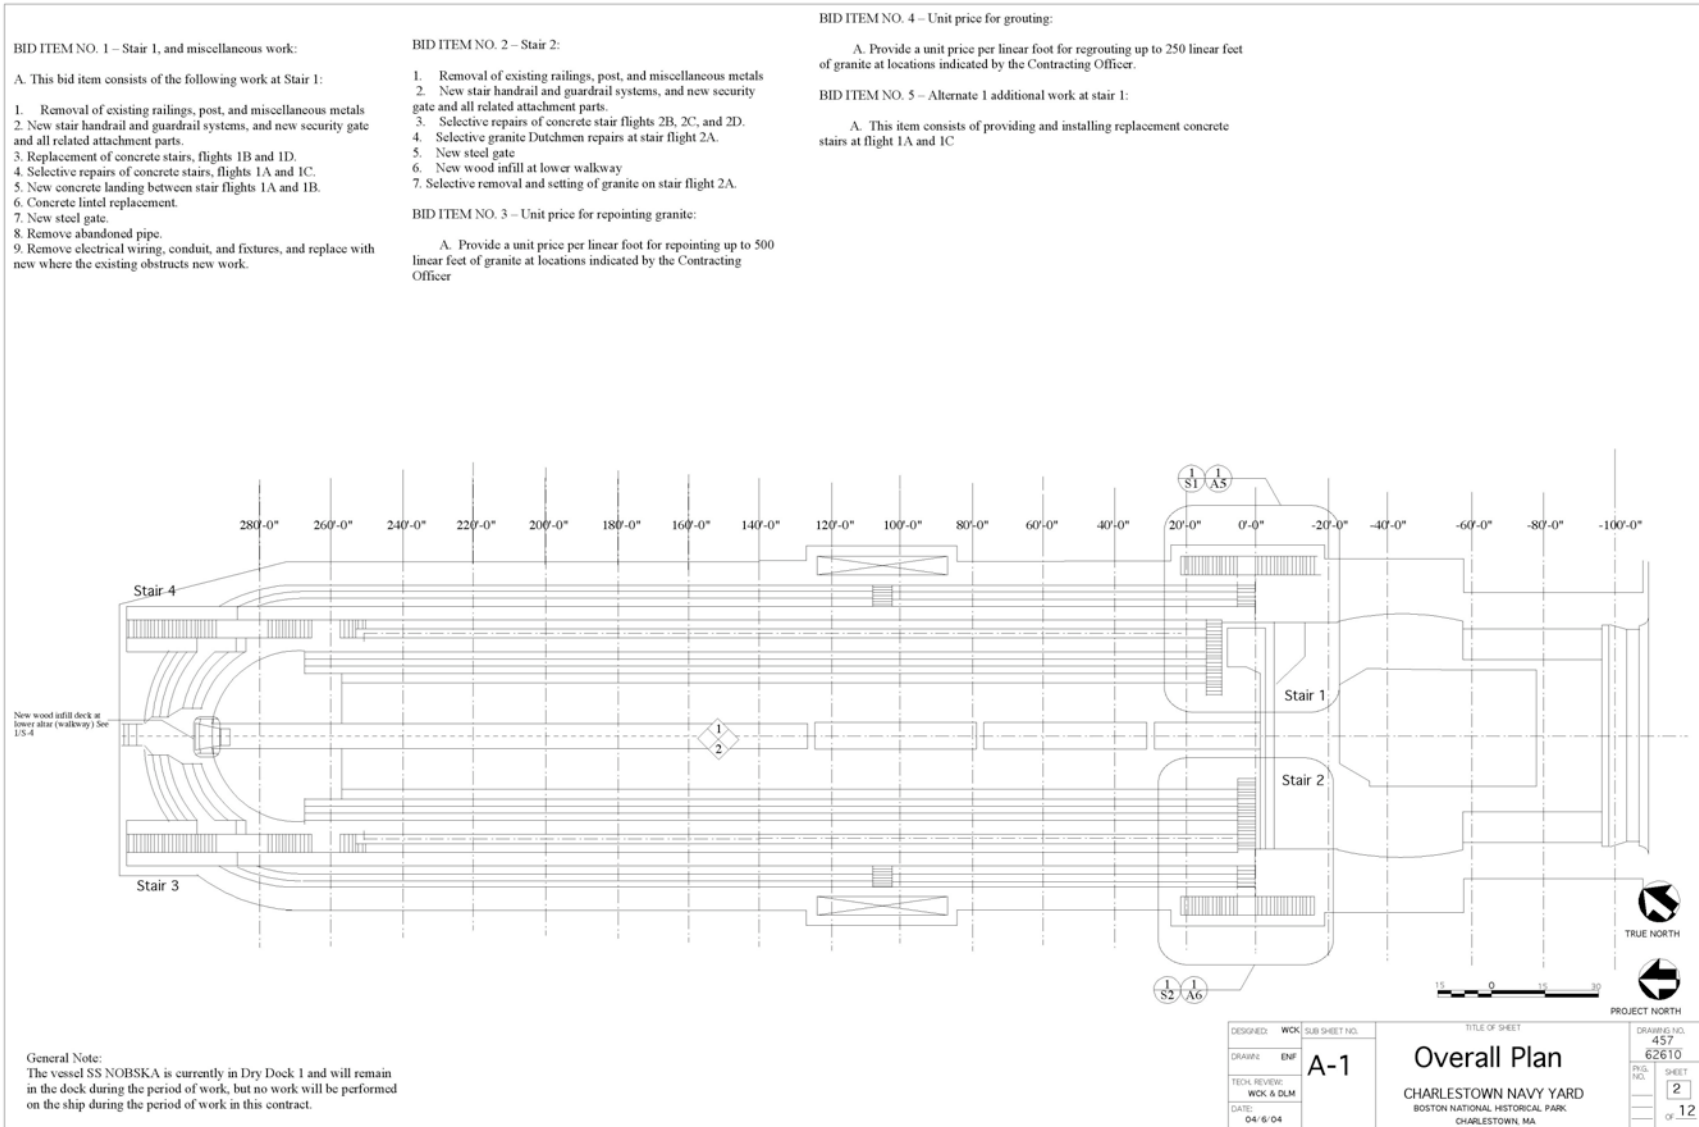 BID ITEM NO. 1 – Stair 1, and miscellaneous work:
A. This bid item consists of the following work at Stair 1:
1. Removal of existing railings, post, and miscellaneous metals
2. New stair handrail and guardrail systems, and new security gate
and all related attachment parts.
3. Replacement of concrete stairs, flights 1B and 1D.
4. Selective repairs of concrete stairs, flights 1A and 1C.
5. New concrete landing between stair flights 1A and 1B.
6. Concrete lintel replacement.
7. New steel gate.
8. Remove abandoned pipe.
9. Remove electrical wiring, conduit, and fixtures, and replace with
new where the existing obstructs new work.
BID ITEM NO. 2 – Stair 2:
1. Removal of existing railings, post, and miscellaneous metals
2. New stair handrail and guardrail systems, and new security
gate and all related attachment parts.
3. Selective repairs of concrete stair flights 2B, 2C, and 2D.
4. Selective granite Dutchmen repairs at stair flight 2A.
5. New steel gate
6. New wood infill at lower walkway
7. Selective removal and setting of granite on stair flight 2A.
BID ITEM NO. 3 – Unit price for repointing granite:
A. Provide a unit price per linear foot for repointing up to 500
linear feet of granite at locations indicated by the Contracting
Officer
BID ITEM NO. 4 – Unit price for grouting:
A. Provide a unit price per linear foot for regrouting up to 250 linear feet
of granite at locations indicated by the Contracting Officer.
BID ITEM NO. 5 – Alternate 1 additional work at stair 1:
A. This item consists of providing and installing replacement concrete
stairs at flight 1A and 1C
1 1
S1 A5
280'-0" 260'-0" 240'-0" 220'-0" 200'-0" 180'-0" 160'-0" 140'-0" 120'-0" 100'-0" 80'-0" 60'-0" 40'-0" 20'-0" 0'-0" -20'-0" -40'-0" -60'-0" -80'-0" -100'-0"
Stair 4
Stair 1
New wood infill deck at
lower altar (walkway) See
1/S-4
1
2
Stair 2
Stair 3
1 1
S2 A6
TRUE NORTH
15 0 15 30
PROJECT NORTH
General Note:
The vessel SS NOBSKA is currently in Dry Dock 1 and will remain
in the dock during the period of work, but no work will be performed
on the ship during the period of work in this contract.
DESIGNED: WCK
DRAWN: ENF
TECH. REVIEW:
WCK & DLM
DATE:
04/6/04
SUB SHEET NO.
A-1
TITLE OF SHEET
Overall Plan
CHARLESTOWN NAVY YARD
BOSTON NATIONAL HISTORICAL PARK
CHARLESTOWN, MA
DRAWING NO.
457
62610
PKG.
NO.
SHEET
2
OF 12